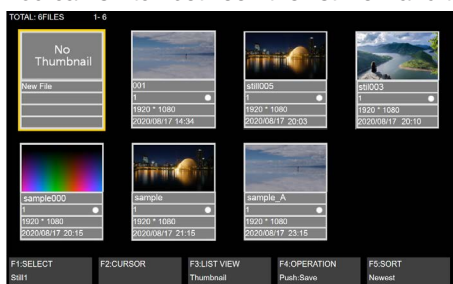 TOTAL: 6FILES 1- 6
No
Thumbnail
New File
001
1
1920 * 1080
2020/08/17 14:34
still005
1
1920 * 1080
2020/08/17 20:03
stil003
1
1920 * 1080
2020/08/17 20:10
sample000
1
1920 * 1080
2020/08/17 20:15
sample
1
1920 * 1080
2020/08/17 21:15
sample_A
1
1920 * 1080
2020/08/17 23:15
F1:SELECT
Still1
F2:CURSOR
F3:LIST VIEW
Thumbnail
F4:OPERATION
Push:Save
F5:SORT
Newest